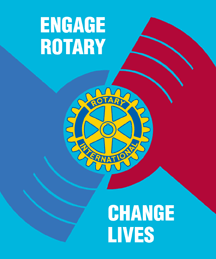 ENGAGE
ROTARY
ROTARY
INTERNATIONAL
CHANGE
LIVES